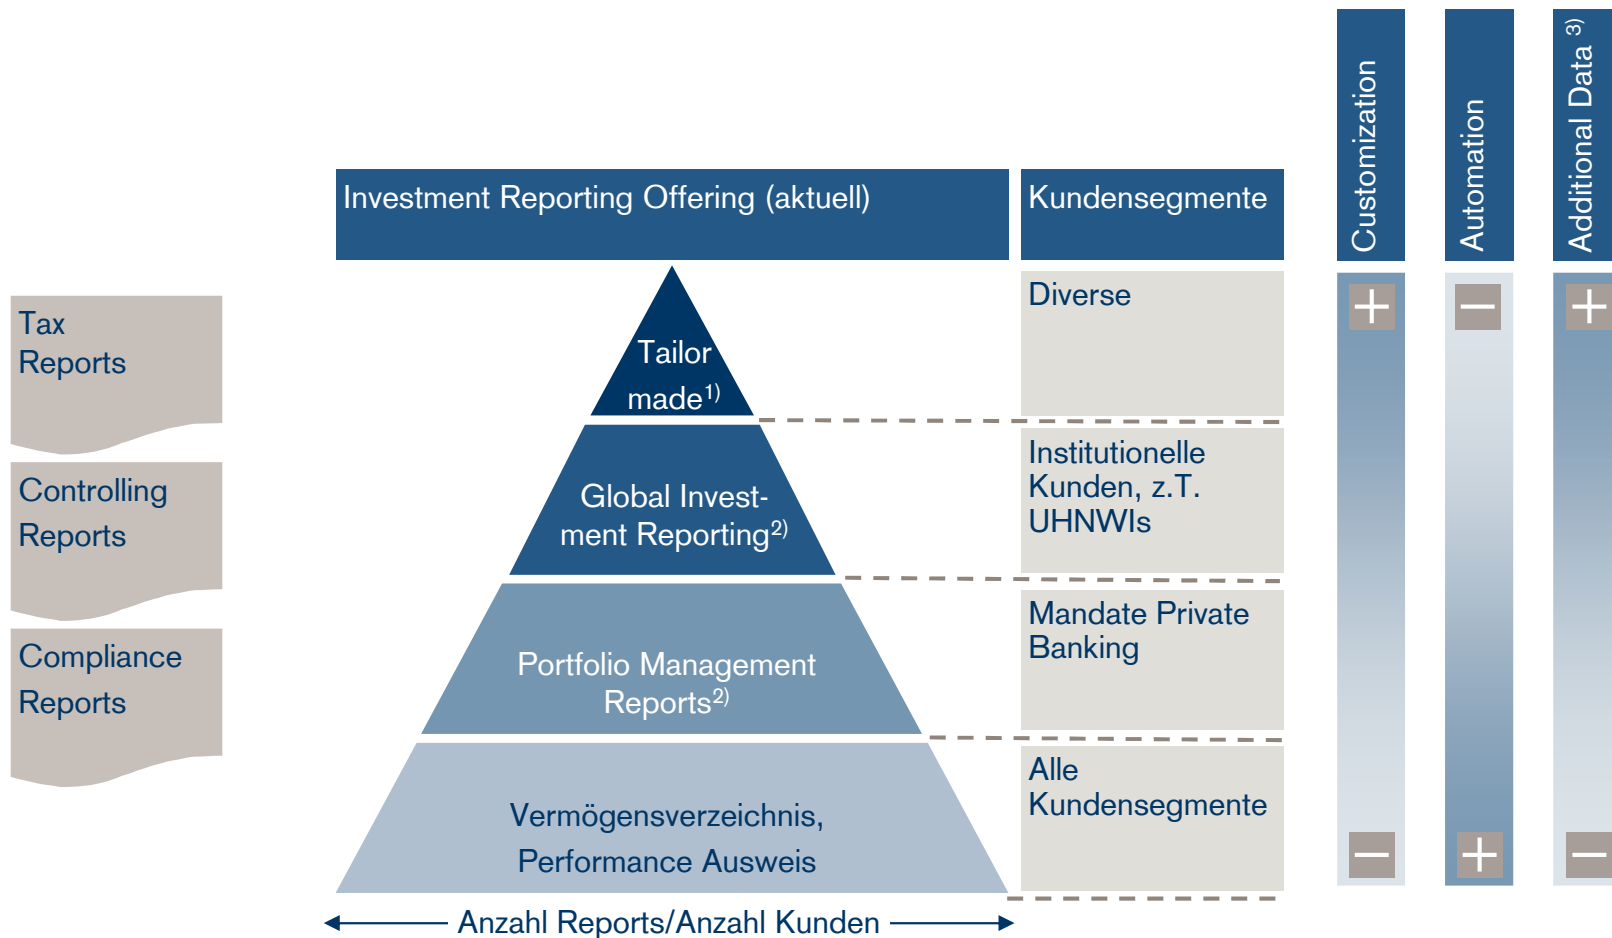 Customization
Automation
Additional Data 3)
Investment Reporting Offering (aktuell)
Kundensegmente
Tax
Reports
Controlling
Reports
Compliance
Reports
Tailor
made1)
Global Invest-
ment Reporting2)
Portfolio Management
Reports2)
Vermögensverzeichnis,
Performance Ausweis
Diverse
Institutionelle
Kunden, z.T.
UHNWIs
Mandate Private
Banking
Alle
Kundensegmente
+
−
+
−
+
−
Anzahl Reports/Anzahl Kunden